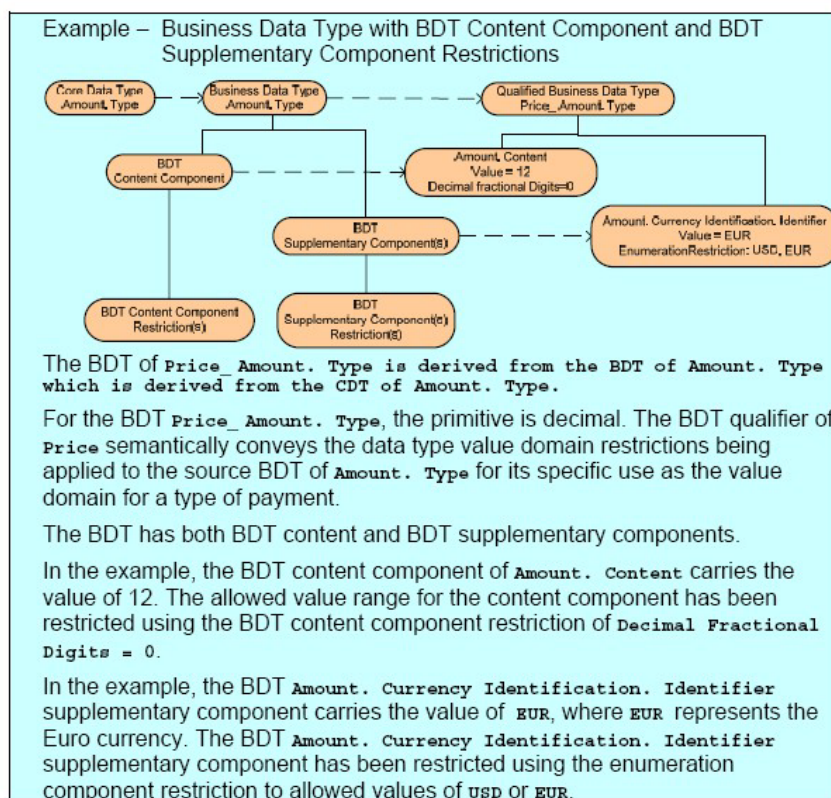 Example – Business Data Type with BDT Content Component and BDT
Supplementary Component Restrictions
Core Data Type
Amount. Type
Business Data Type
Amount. Type
Qualified Business Data Type
Price_ Amount. Type
BDT
Content Component
Amount. Content
Value = 12
Decimal fractional Digits=0
BDT
Supplementary Component(s)
Amount. Currency Identification. Identifier
Value = EUR
EnumerationRestriction: USD, EUR
BDT Content Component
Restriction(s)
BDT
Supplementary Component(s)
Restriction(s)
The BDT of Price_ Amount. Type is derived from the BDT of Amount. Type
which is derived from the CDT of Amount. Type.
For the BDT Price_ Amount. Type, the primitive is decimal. The BDT qualifier of
Price semantically conveys the data type value domain restrictions being
applied to the source BDT of Amount. Type for its specific use as the value
domain for a type of payment.
The BDT has both BDT content and BDT supplementary components.
In the example, the BDT content component of Amount. Content carries the
value of 12. The allowed value range for the content component has been
restricted using the BDT content component restriction of Decimal Fractional
Digits = 0.
In the example, the BDT Amount. Currency Identification. Identifier
supplementary component carries the value of EUR, where EUR represents the
Euro currency. The BDT Amount. Currency Identification. Identifier
supplementary component has been restricted using the enumeration
component restriction to allowed values of USD or EUR.